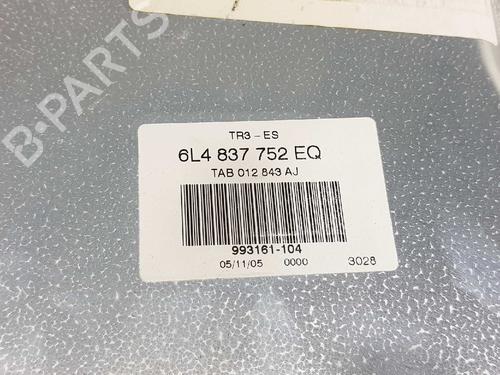 B-PARTS
TR3-ES
6L4 837 752 EQ
TAB 012 843 AJ
993161-104
05/11/05 0000 3028